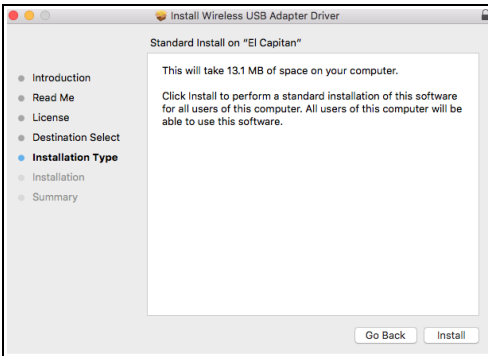 Install Wireless USB Adapter Driver
Standard Install on "El Capitan"
Introduction
Read Me
License
Destination Select
Installation Type
Installation
Summary
This will take 13.1 MB of space on your computer.
Click Install to perform a standard installation of this software
for all users of this computer. All users of this computer will be
able to use this software.
Go Back
Install